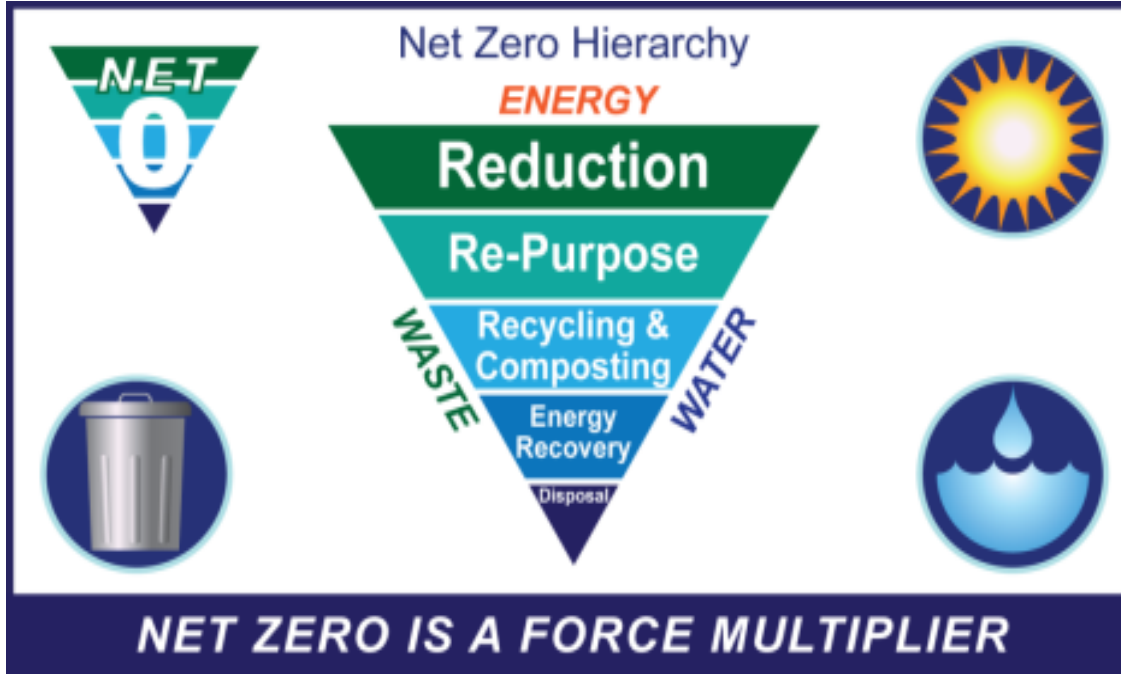 NET
0
Net Zero Hierarchy
ENERGY
Reduction
Re-Purpose
Recycling &
Composting
Energy
Recovery
Disposal
WASTE
WATER
NET ZERO IS A FORCE MULTIPLIER